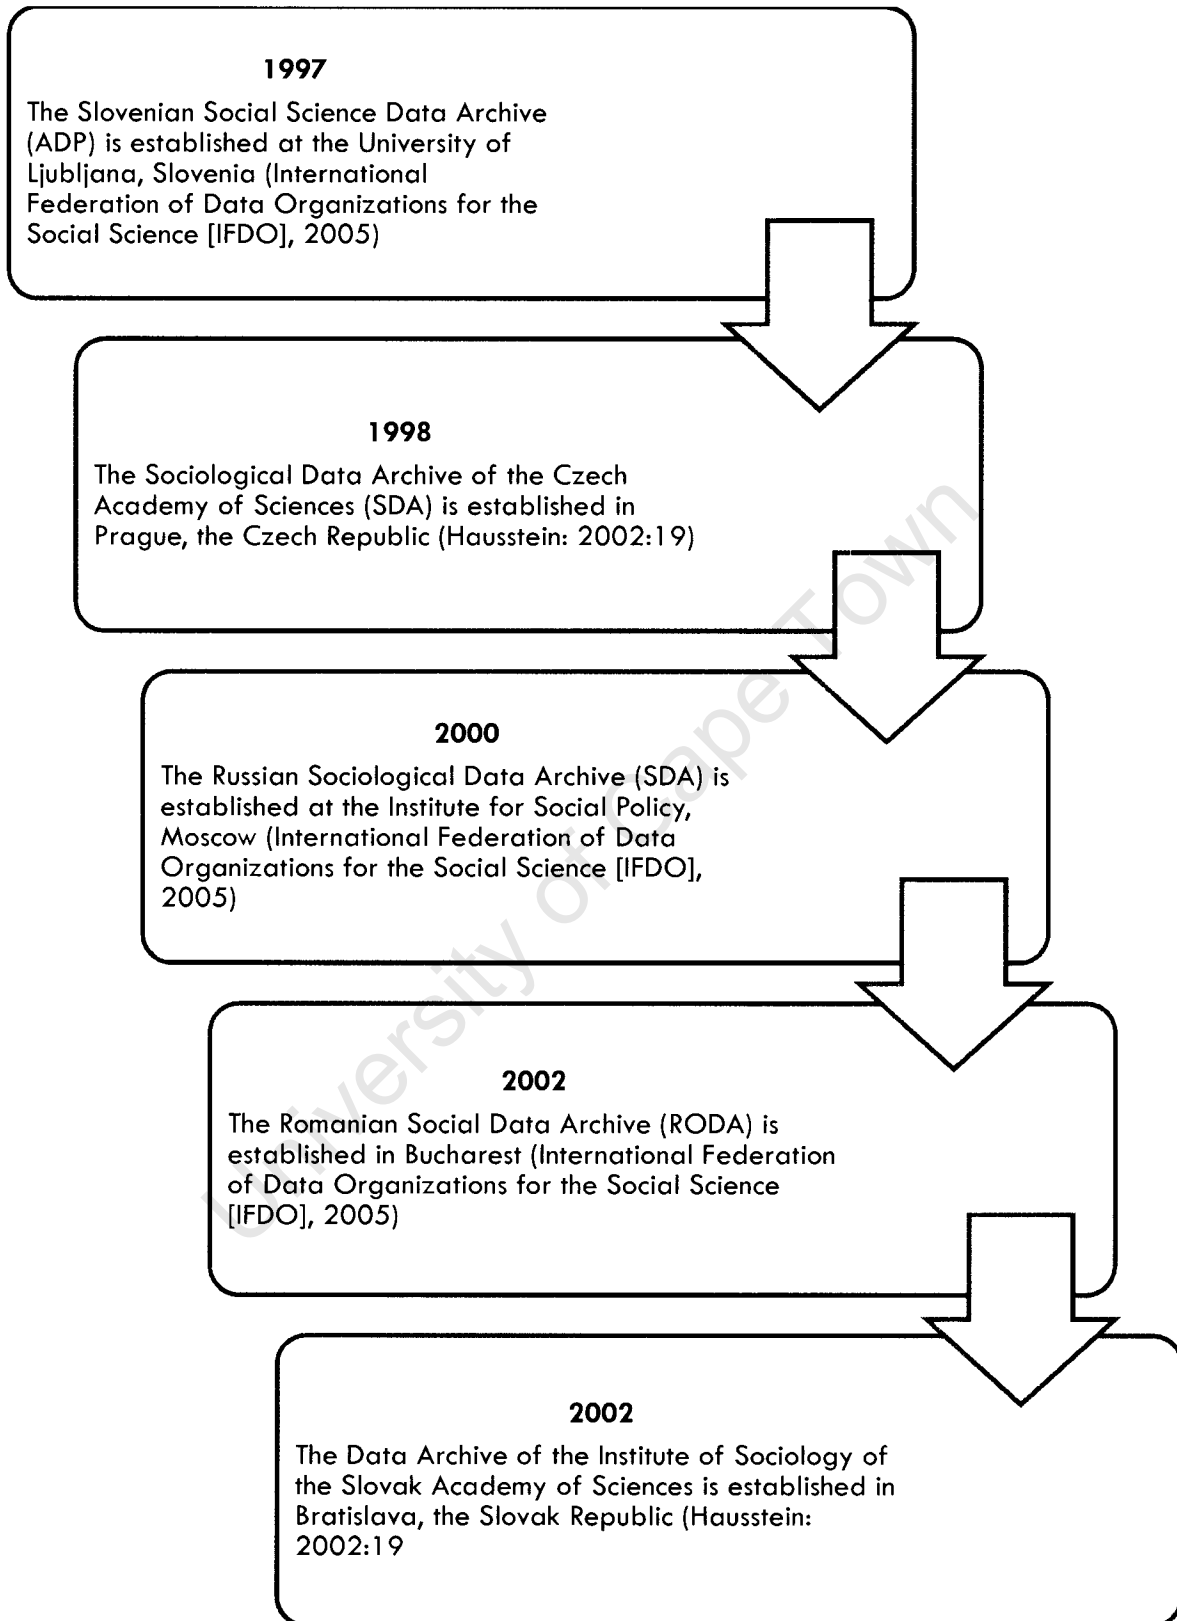 1997
The Slovenian Social Science Data Archive
(ADP) is established at the University of
Ljubljana, Slovenia (International
Federation of Data Organizations for the
Social Science [IFDO], 2005)
1998
The Sociological Data Archive of the Czech
Academy of Sciences (SDA) is established in
Prague, the Czech Republic (Hausstein: 2002:19)
2000
The Russian Sociological Data Archive (SDA) is
established at the Institute for Social Policy,
Moscow (International Federation of Data
Organizations for the Social Science [IFDO],
2005)
2002
The Romanian Social Data Archive (RODA) is
established in Bucharest (International Federation
of Data Organizations for the Social Science
[IFDO], 2005)
2002
The Data Archive of the Institute of Sociology of
the Slovak Academy of Sciences is established in
Bratislava, the Slovak Republic (Hausstein:
2002:19
University of Cape Town